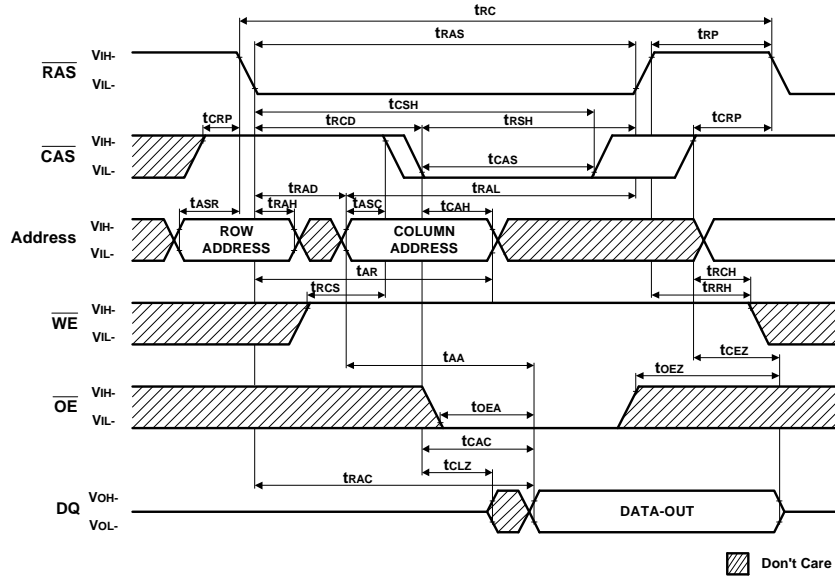 tRC
tRAS tRP
RAS VIH-
VIL-
tCSH
tCRP tRCD tRSH tCRP
CAS VIH-
VIL-
tCAS
tRAD tRAL
tASR tRAH tASC tCAH
Address VIH-
VIL-
ROW ADDRESS COLUMN ADDRESS
tAR tRCH
tRCS tRRH
WE VIH-
VIL-
tCEZ
tAA tOEZ
OE VIH-
VIL-
tOEA
tCAC
tCLZ
tRAC
DQ VOH-
VOL-
DATA-OUT
Don't Care